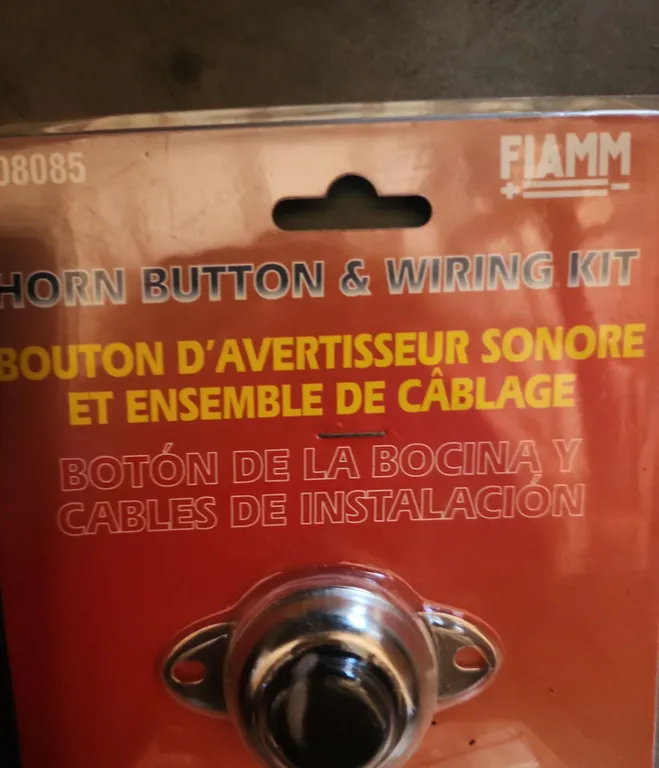 08085
FIAMM
HORN BUTTON & WIRING KIT
BOUTON D'AVERTISSEUR SONORE
ET ENSEMBLE DE CÂBLAGE
BOTÓN DE LA BOCINA Y
CABLES DE INSTALACIÓN